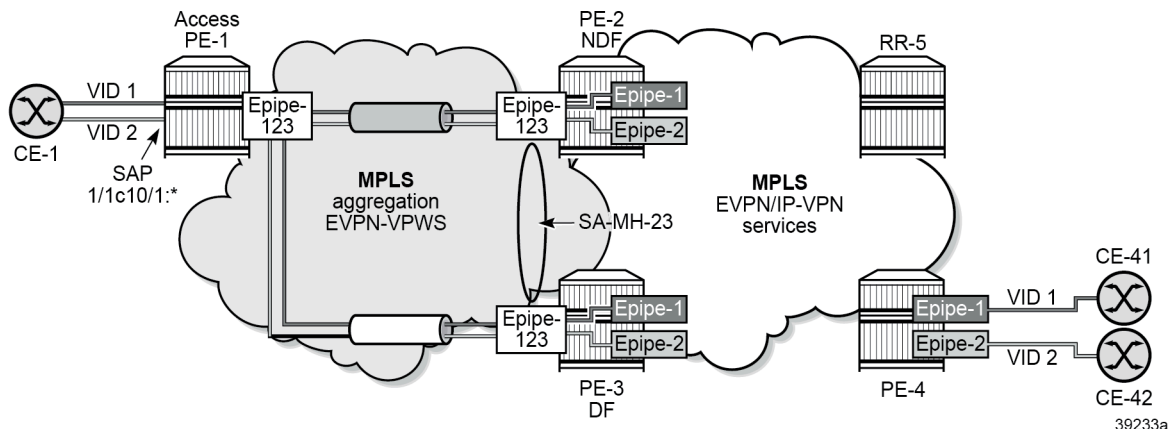 Access
PE-1
PE-2
NDF
RR-5
VID 1
VID 2
CE-1
SAP
1/1c10/1:*
Epipe-
123
Epipe-
123
Epipe-1
Epipe-2
MPLS
aggregation
EVPN-VPWS
SA-MH-23
MPLS
EVPN/IP-VPN
services
Epipe-
123
Epipe-1
Epipe-2
PE-3
DF
Epipe-1
Epipe-2
PE-4
VID 1
VID 2
CE-41
CE-42
39233a